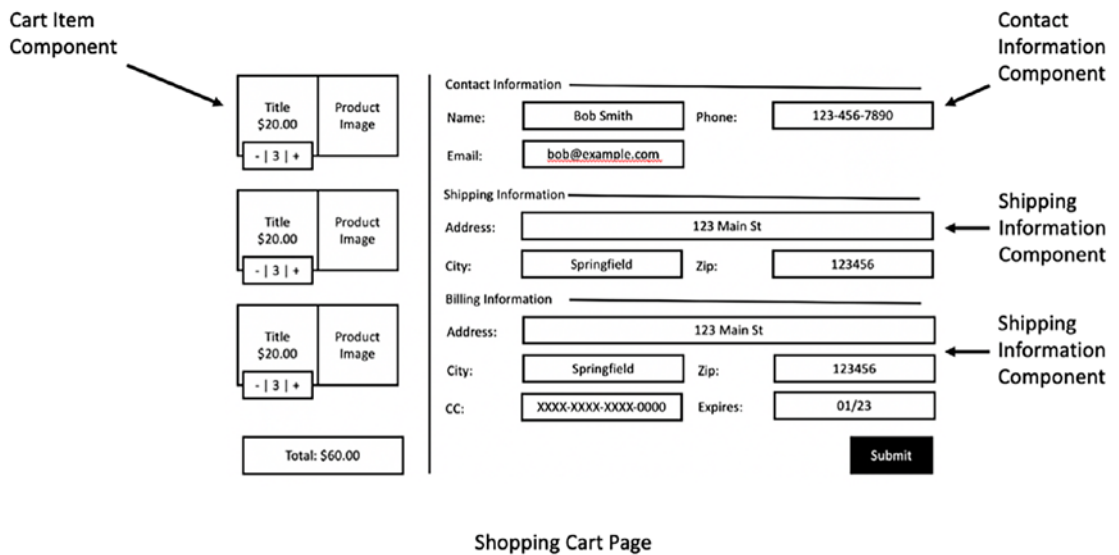 Cart Item
Component
Contact
Information
Component
Title
$20.00
Product
Image
- | 3 | +
Title
$20.00
Product
Image
- | 3 | +
Title
$20.00
Product
Image
- | 3 | +
Total: $60.00
Contact Information
Name: Bob Smith Phone: 123-456-7890
Email: bob@example.com
Shipping Information
Address: 123 Main St
City: Springfield Zip: 123456
Billing Information
Address: 123 Main St
City: Springfield Zip: 123456
CC: XXXX-XXXX-XXXX-0000 Expires: 01/23
Submit
Shipping
Information
Component
Shipping
Information
Component
Shopping Cart Page